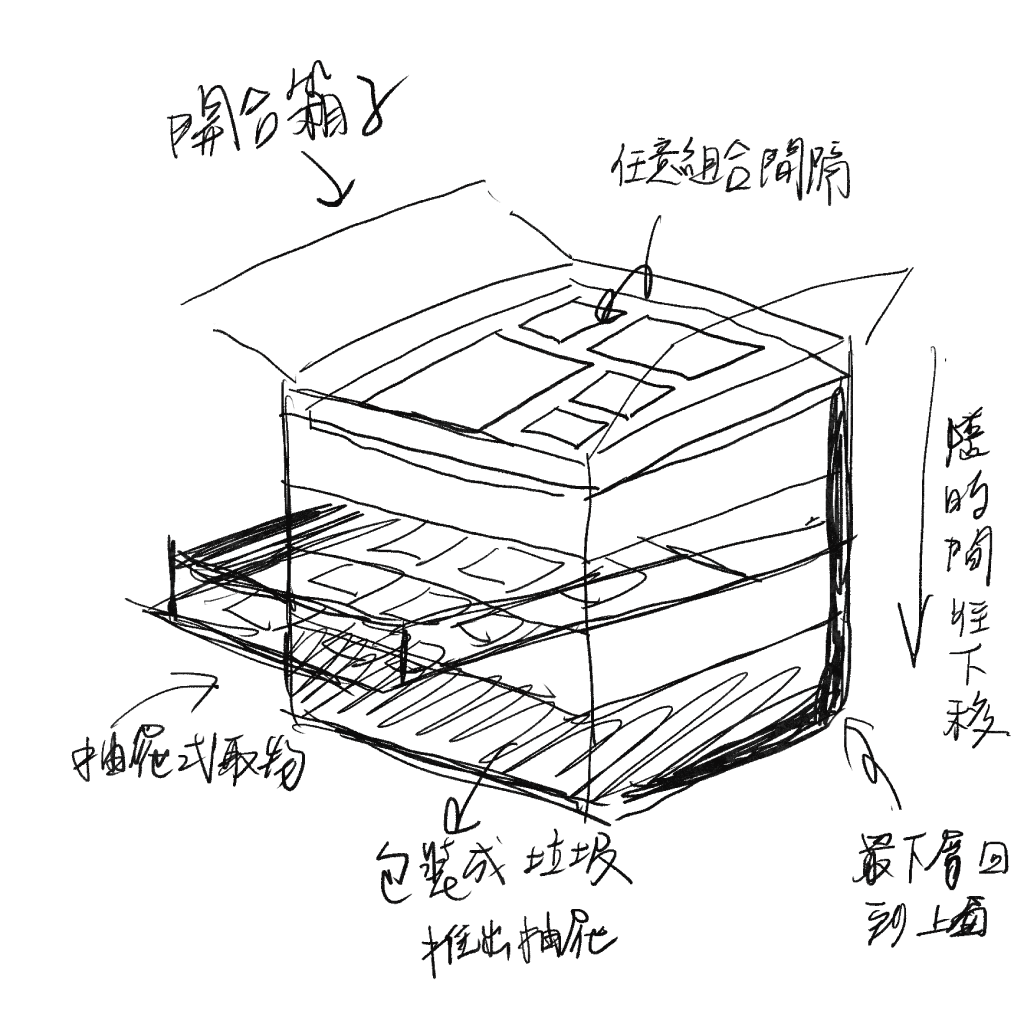 開合箱子
任意組合間隔
隨時間往下移
抽屜式取物
包裝成垃圾
推出抽屜
最下層回
到上面